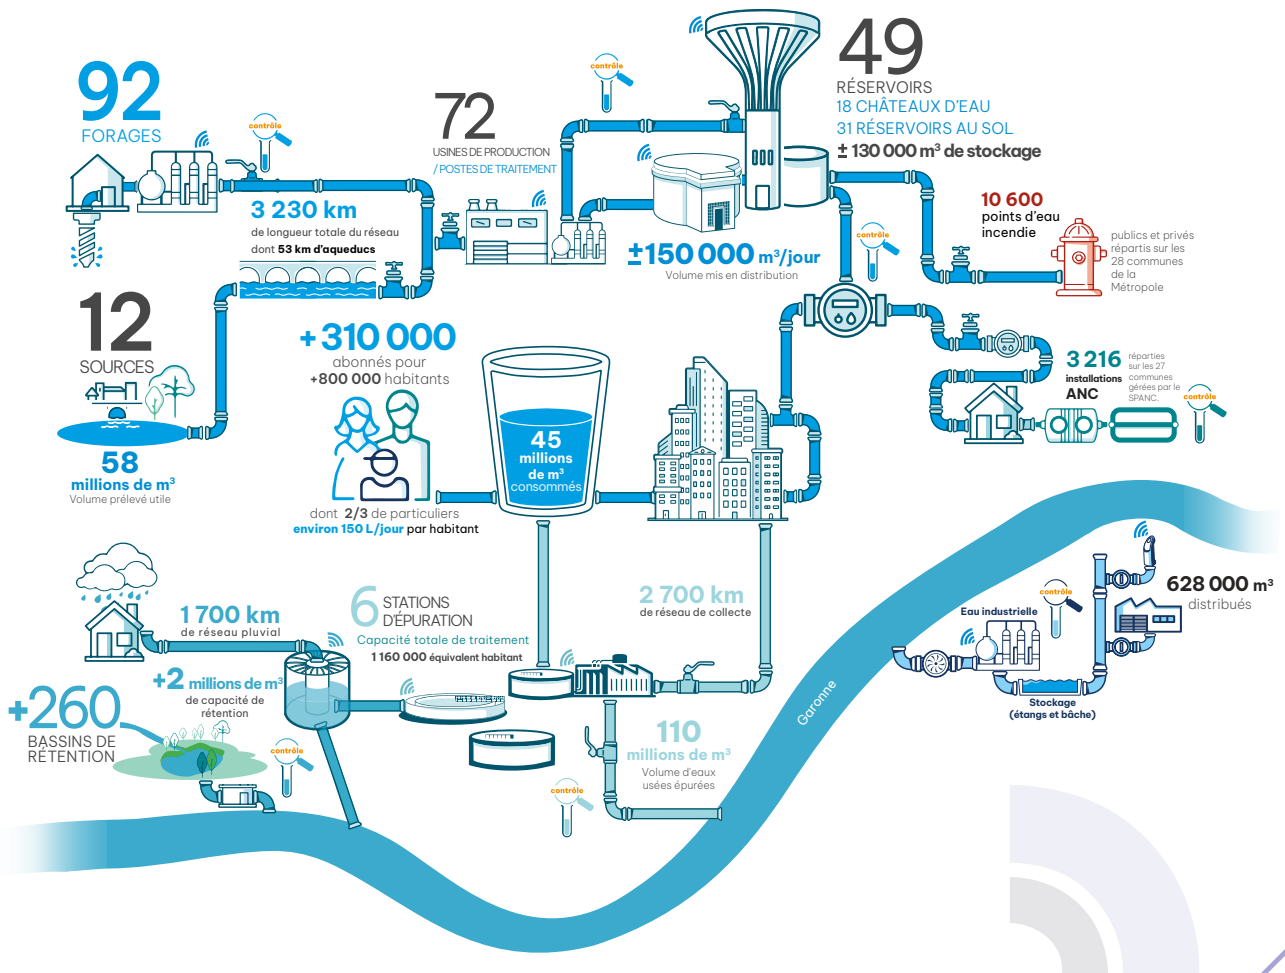 92
FORAGES
contrôle
3 230 km
de longueur totale du réseau
dont 53 km d'aqueducs
12
SOURCES
58
millions de m³
Volume prélevé utile
72
USINES DE PRODUCTION
/ POSTES DE TRAITEMENT
contrôle
49
RÉSERVOIRS
18 CHÂTEAUX D'EAU
31 RÉSERVOIRS AU SOL
± 130 000 m³ de stockage
±150 000 m³/jour
Volume mis en distribution
contrôle
10 600
points d'eau
incendie
publics et privés
répartis sur les
28 communes
de la
Métropole
3 216
installations
ANC
réparties
sur les 27
communes
gérées par le
SPANC.
contrôle
+310 000
abonnés pour
+800 000 habitants
dont 2/3 de particuliers
environ 150 L/jour par habitant
45
millions
de m³
consommés
1 700 km
de réseau pluvial
6 STATIONS
D'ÉPURATION
Capacité totale de traitement
1 160 000 équivalent habitant
2 700 km
de réseau de collecte
+2 millions de m³
de capacité de
rétention
+260
BASSINS DE
RÉTENTION
contrôle
110
millions de m³
Volume d'eaux
usées épurées
contrôle
Garonne
Eau industrielle
contrôle
628 000 m³
distribués
Stockage
(étangs et bâche)